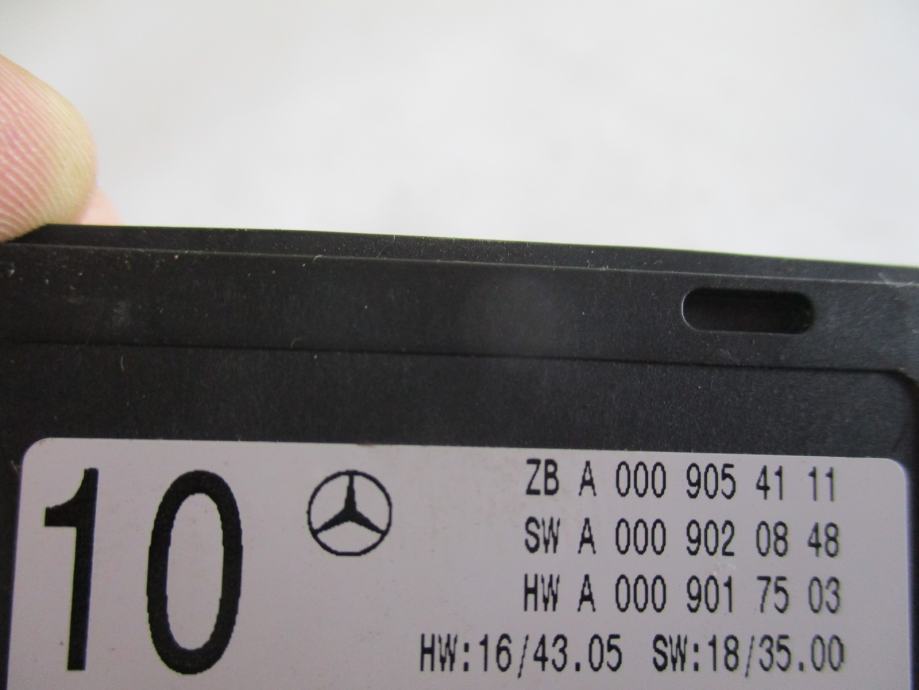 10
ZB A 000 905 41 11
SW A 000 902 08 48
HW A 000 901 75 03
HW:16/43.05 SW:18/35.00